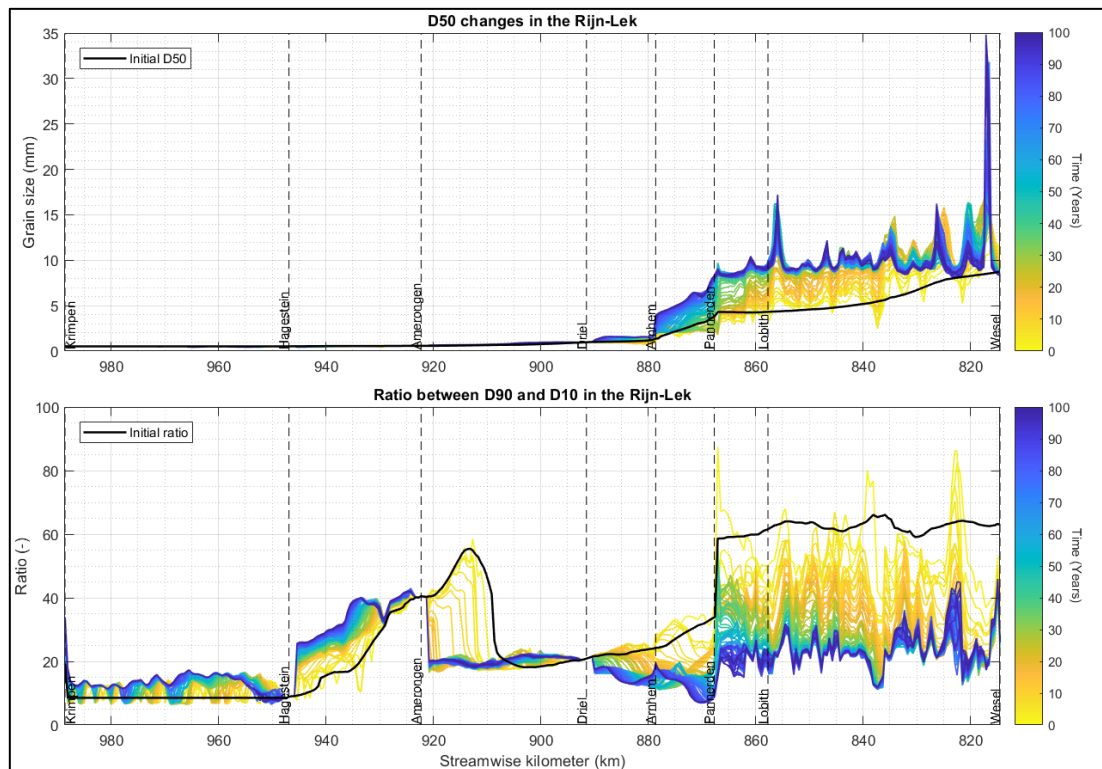 D50 changes in the Rijn-Lek
Initial D50
Grain size (mm)
35
30
25
20
15
10
5
0
Krimpen
Hagestein
Amerongen
Driel
Arnhem
Pannerden
Lobith
Wesel
980 960 940 920 900 880 860 840 820
100
90
80
70
60
50
40
30
20
10
0
Time (Years)
Ratio between D90 and D10 in the Rijn-Lek
Initial ratio
Ratio (-)
100
80
60
40
20
0
Krimpen
Hagestein
Amerongen
Driel
Arnhem
Pannerden
Lobith
Wesel
980 960 940 920 900 880 860 840 820
Streamwise kilometer (km)
100
90
80
70
60
50
40
30
20
10
0
Time (Years)